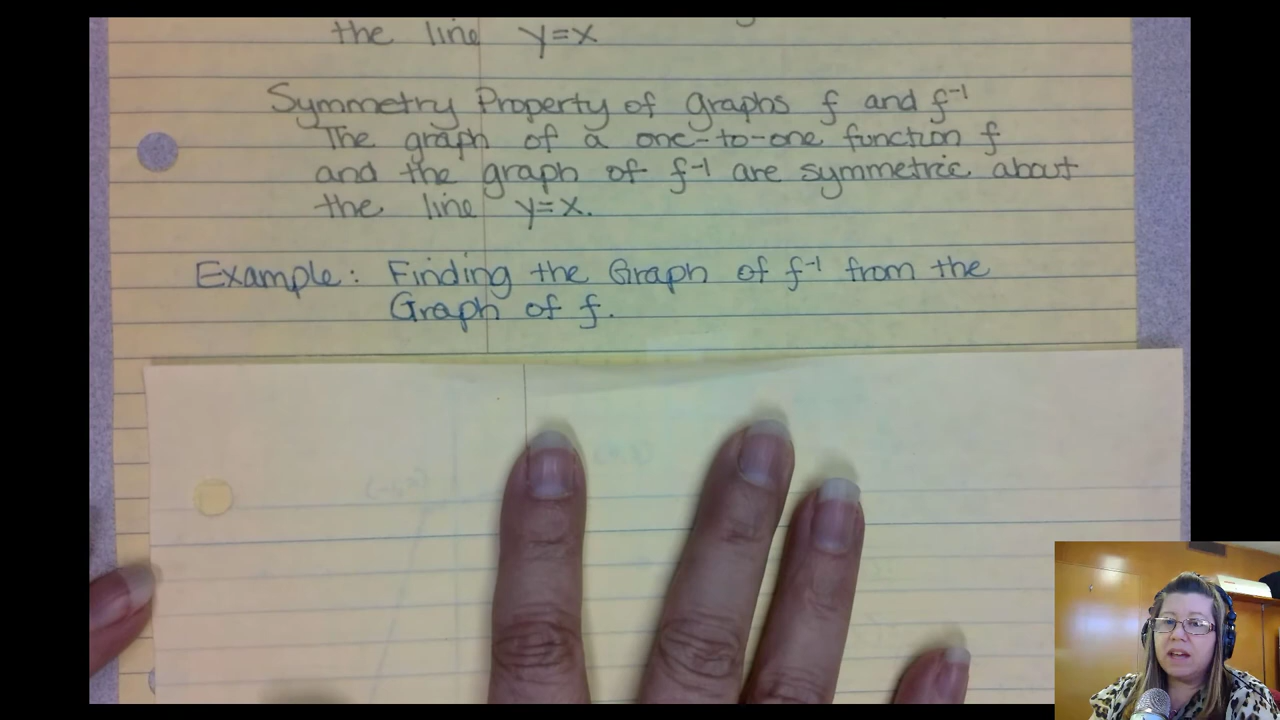 the line y=x
Symmetry Property of graphs f and f⁻¹
The graph of a one-to-one function f
and the graph of f⁻¹ are symmetric about
the line y=x.
Example: Finding the Graph of f⁻¹ from the
Graph of f.